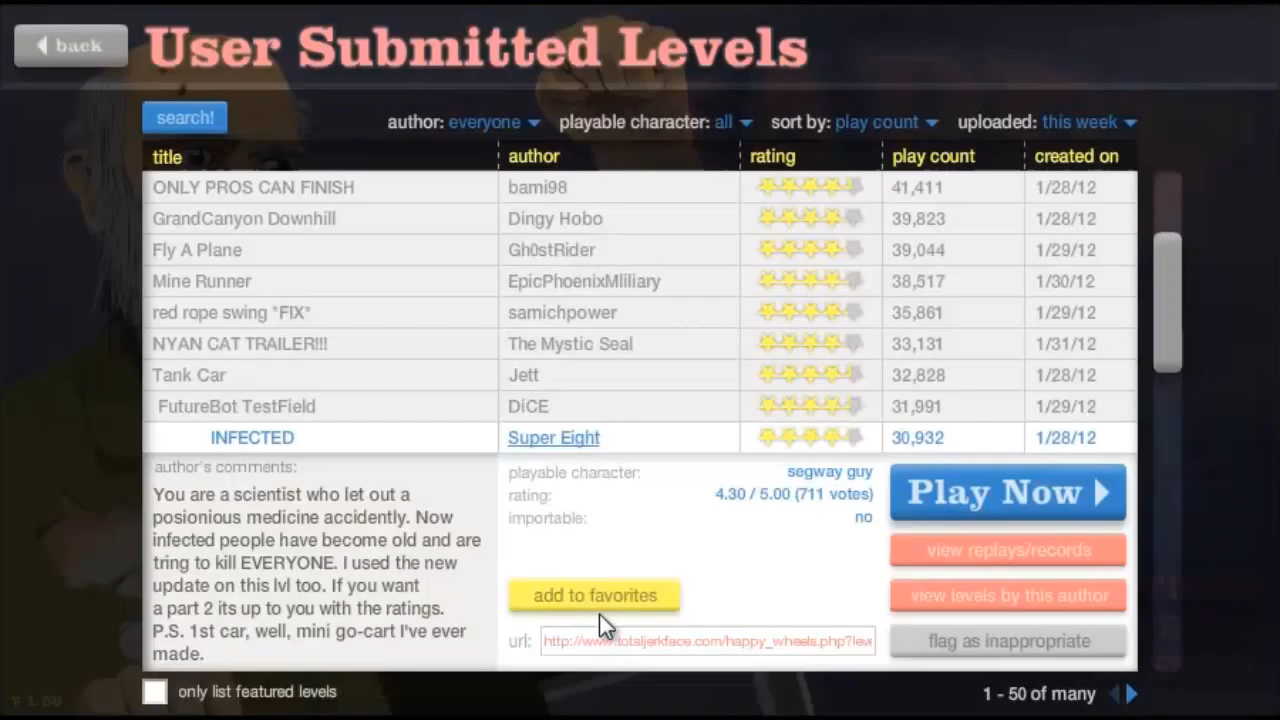 back
User Submitted Levels
search!
author: everyone playable character: all sort by: play count uploaded: this week
title author rating play count created on
ONLY PROS CAN FINISH bami98 41,411 1/28/12
GrandCanyon Downhill Dingy Hobo 39,823 1/28/12
Fly A Plane Gh0stRider 39,044 1/29/12
Mine Runner EpicPhoenixMliliary 38,517 1/30/12
red rope swing *FIX* samichpower 35,861 1/29/12
NYAN CAT TRAILER!!! The Mystic Seal 33,131 1/31/12
Tank Car Jett 32,828 1/28/12
FutureBot TestField DiCE 31,991 1/29/12
INFECTED Super Eight 30,932 1/28/12
author's comments:
You are a scientist who let out a
posionious medicine accidently. Now
infected people have become old and are
tring to kill EVERYONE. I used the new
update on this lvl too. If you want
a part 2 its up to you with the ratings.
P.S. 1st car, well, mini go-cart I've ever
made.
playable character: segway guy
rating: 4.30 / 5.00 (711 votes)
importable: no
add to favorites
url: http://www.totaljerkface.com/happy_wheels.php?lev
Play Now
view replays/records
view levels by this author
flag as inappropriate
only list featured levels
1 - 50 of many
v 1.58